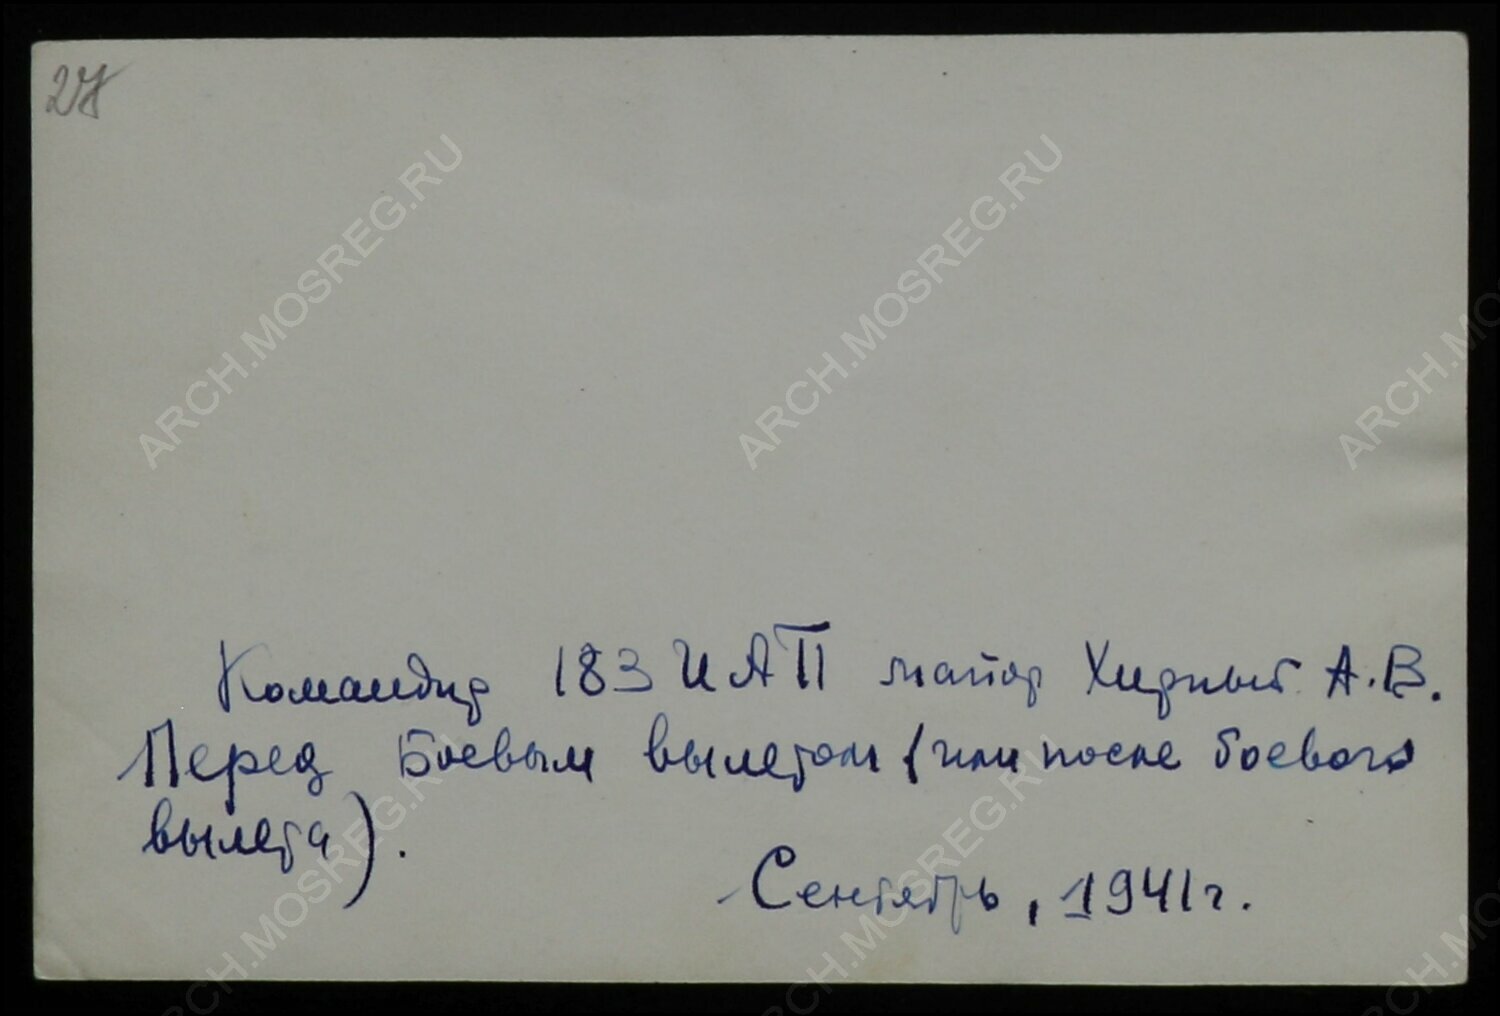 27
Командир 183 ИАП майор Хирный А.В.
Перед Боевым вылетом (или после боевого
вылета).
Сентябрь, 1941г.
ARCH.MOSREG.RU
ARCH.MOSREG.RU
ARCH.MOSREG.RU
ARCH.MOSREG.RU